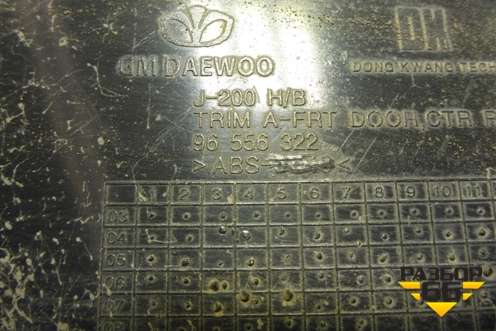 GM DAEWOO
DONG KWANG TECH
J-200 H/B
TRIM A-FRT DOOR, CTR R
96 556 322
>ABS
1 2 3 4 5 6 7 8 9 10 11
03
04
05
06
07
РАЗБОР
66